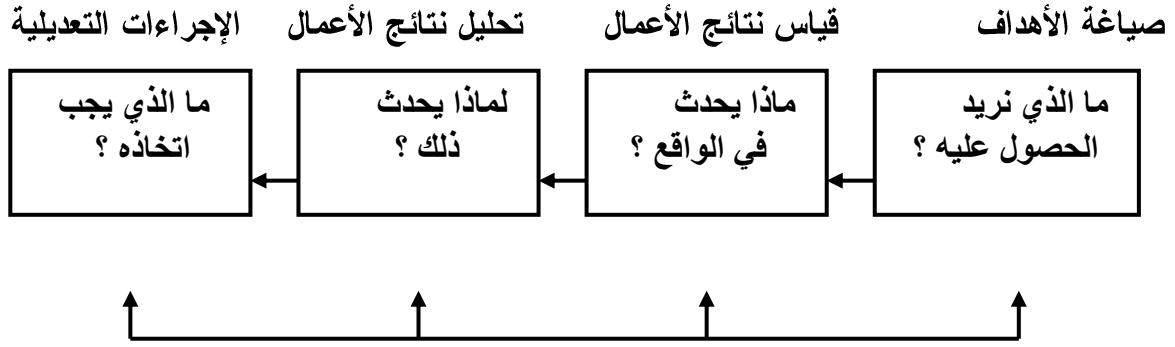 صياغة الأهداف
قياس نتائج الأعمال
تحليل نتائج الأعمال
الإجراءات التعديلية
ما الذي نريد
الحصول عليه ؟
ماذا يحدث
في الواقع ؟
لماذا يحدث
ذلك ؟
ما الذي يجب
اتخاذه ؟